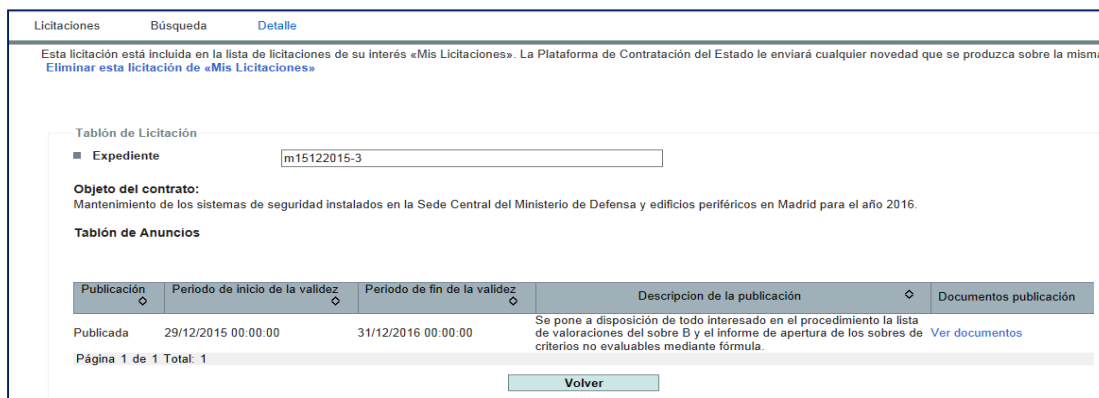 Licitaciones Búsqueda Detalle
Esta licitación está incluida en la lista de licitaciones de su interés «Mis Licitaciones». La Plataforma de Contratación del Estado le enviará cualquier novedad que se produzca sobre la misma
Eliminar esta licitación de «Mis Licitaciones»
Tablón de Licitación
Expediente m15122015-3
Objeto del contrato:
Mantenimiento de los sistemas de seguridad instalados en la Sede Central del Ministerio de Defensa y edificios periféricos en Madrid para el año 2016.
Tablón de Anuncios
Publicación Periodo de inicio de la validez Periodo de fin de la validez Descripcion de la publicación Documentos publicación
Se pone a disposición de todo interesado en el procedimiento la lista
Publicada 29/12/2015 00:00:00 31/12/2016 00:00:00 de valoraciones del sobre B y el informe de apertura de los sobres de Ver documentos
criterios no evaluables mediante fórmula.
Página 1 de 1 Total: 1
Volver